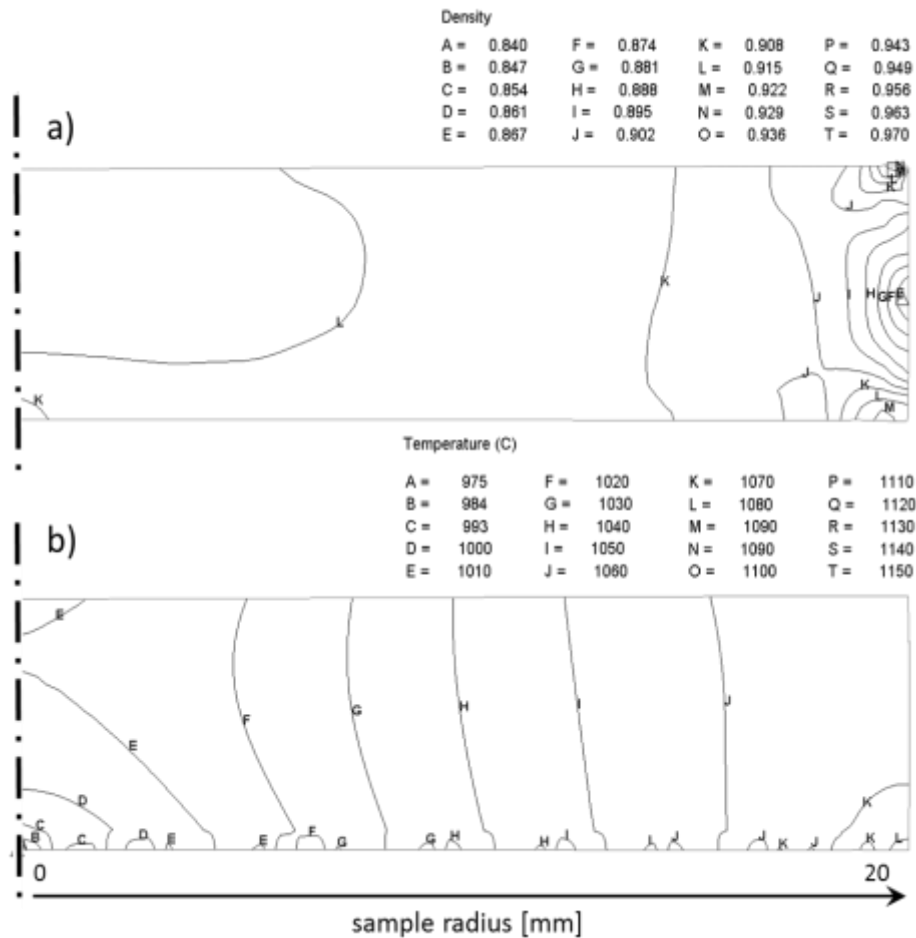 Density
A = 0.840 F = 0.874 K = 0.908 P = 0.943
B = 0.847 G = 0.881 L = 0.915 Q = 0.949
C = 0.854 H = 0.888 M = 0.922 R = 0.956
D = 0.861 I = 0.895 N = 0.929 S = 0.963
E = 0.867 J = 0.902 O = 0.936 T = 0.970
a)
N
M
L
K
J
K
J
I H G F E
L
J
K
L
M
K
Temperature (C)
A = 975 F = 1020 K = 1070 P = 1110
B = 984 G = 1030 L = 1080 Q = 1120
C = 993 H = 1040 M = 1090 R = 1130
D = 1000 I = 1050 N = 1090 S = 1140
E = 1010 J = 1060 O = 1100 T = 1150
b)
E
F G H I J
E
D K
C
B C D E E F G G H H I L J J K J K L
0 20
sample radius [mm]